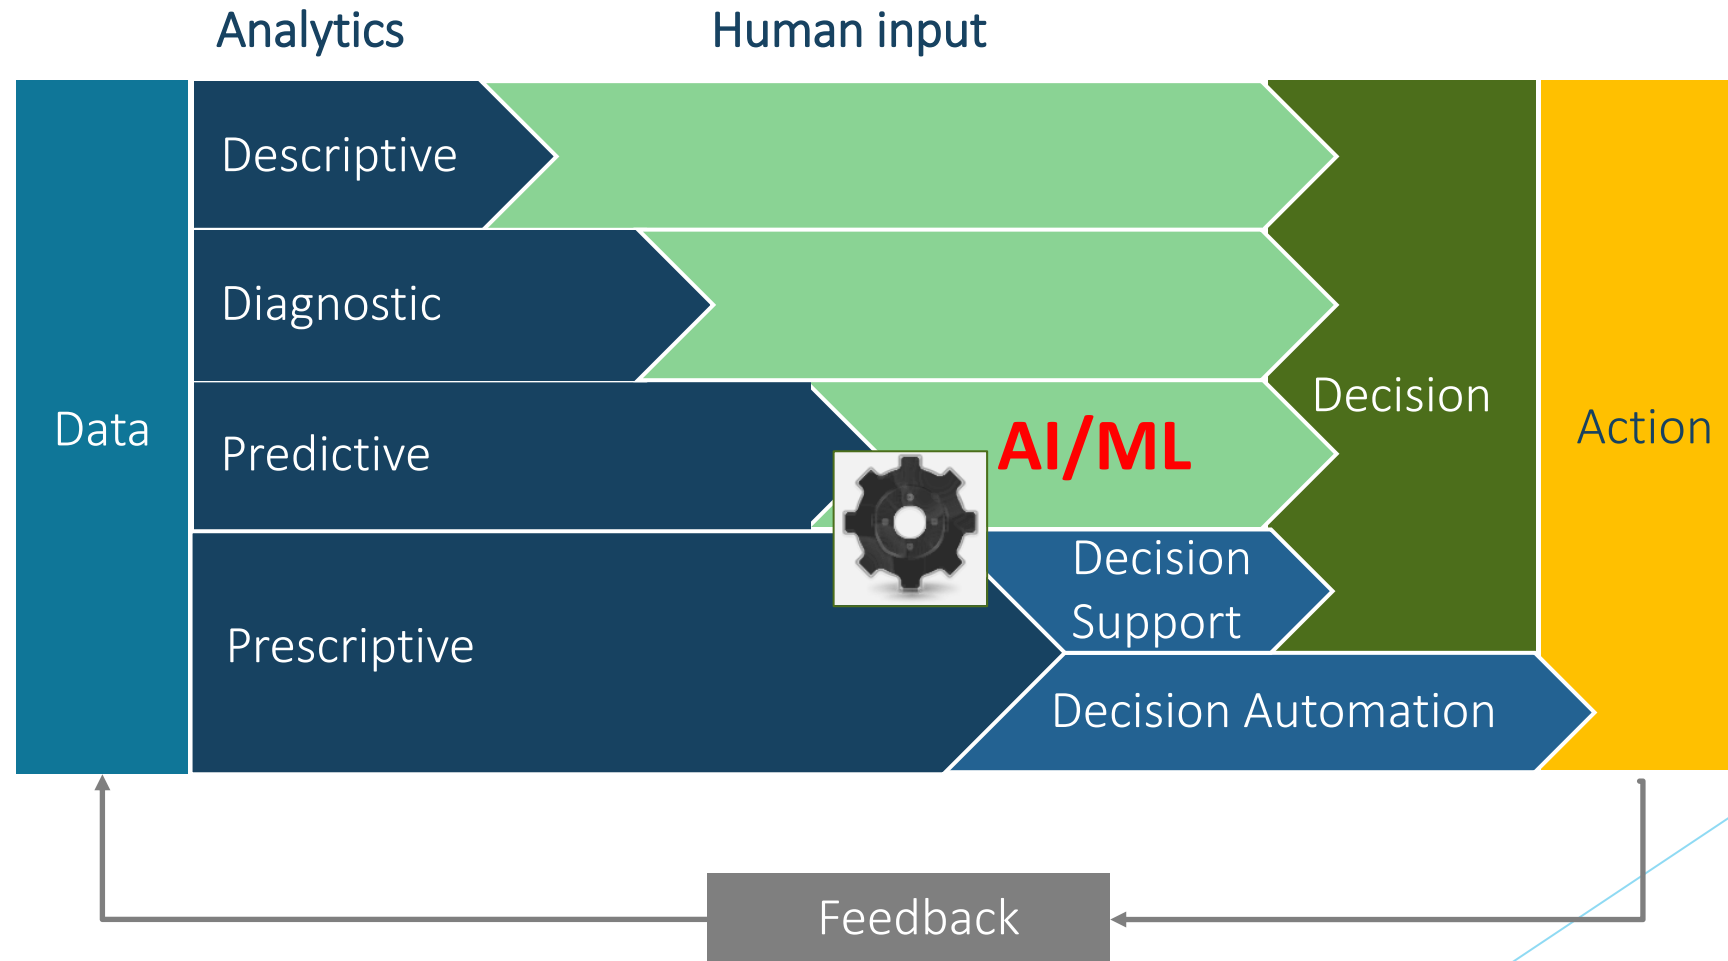 Analytics
Human input
Descriptive
Diagnostic
Predictive
Prescriptive
Data
AI/ML
Decision
Support
Decision Automation
Decision
Action
Feedback